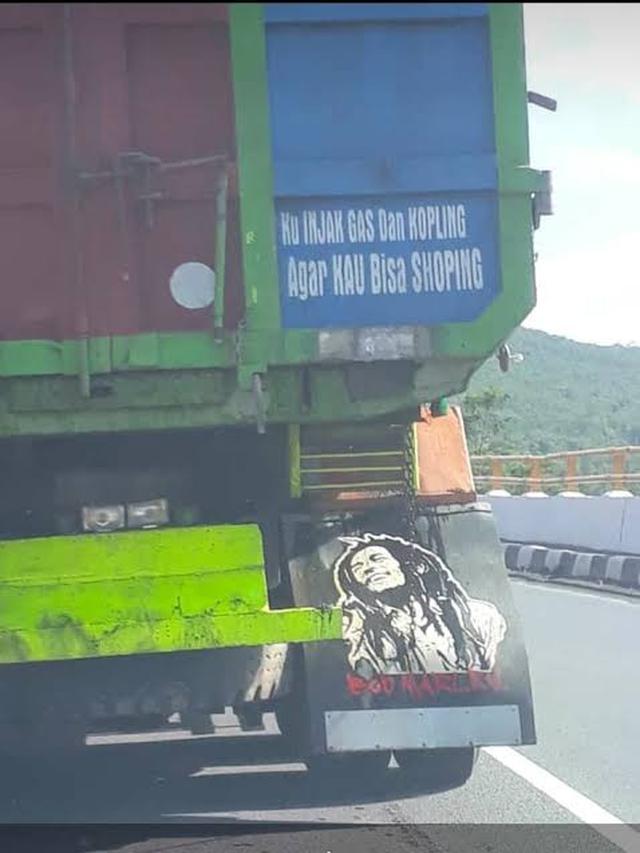 Ku INJAK GAS Dan KOPLING
Agar KAU Bisa SHOPING
BOB MARLEY